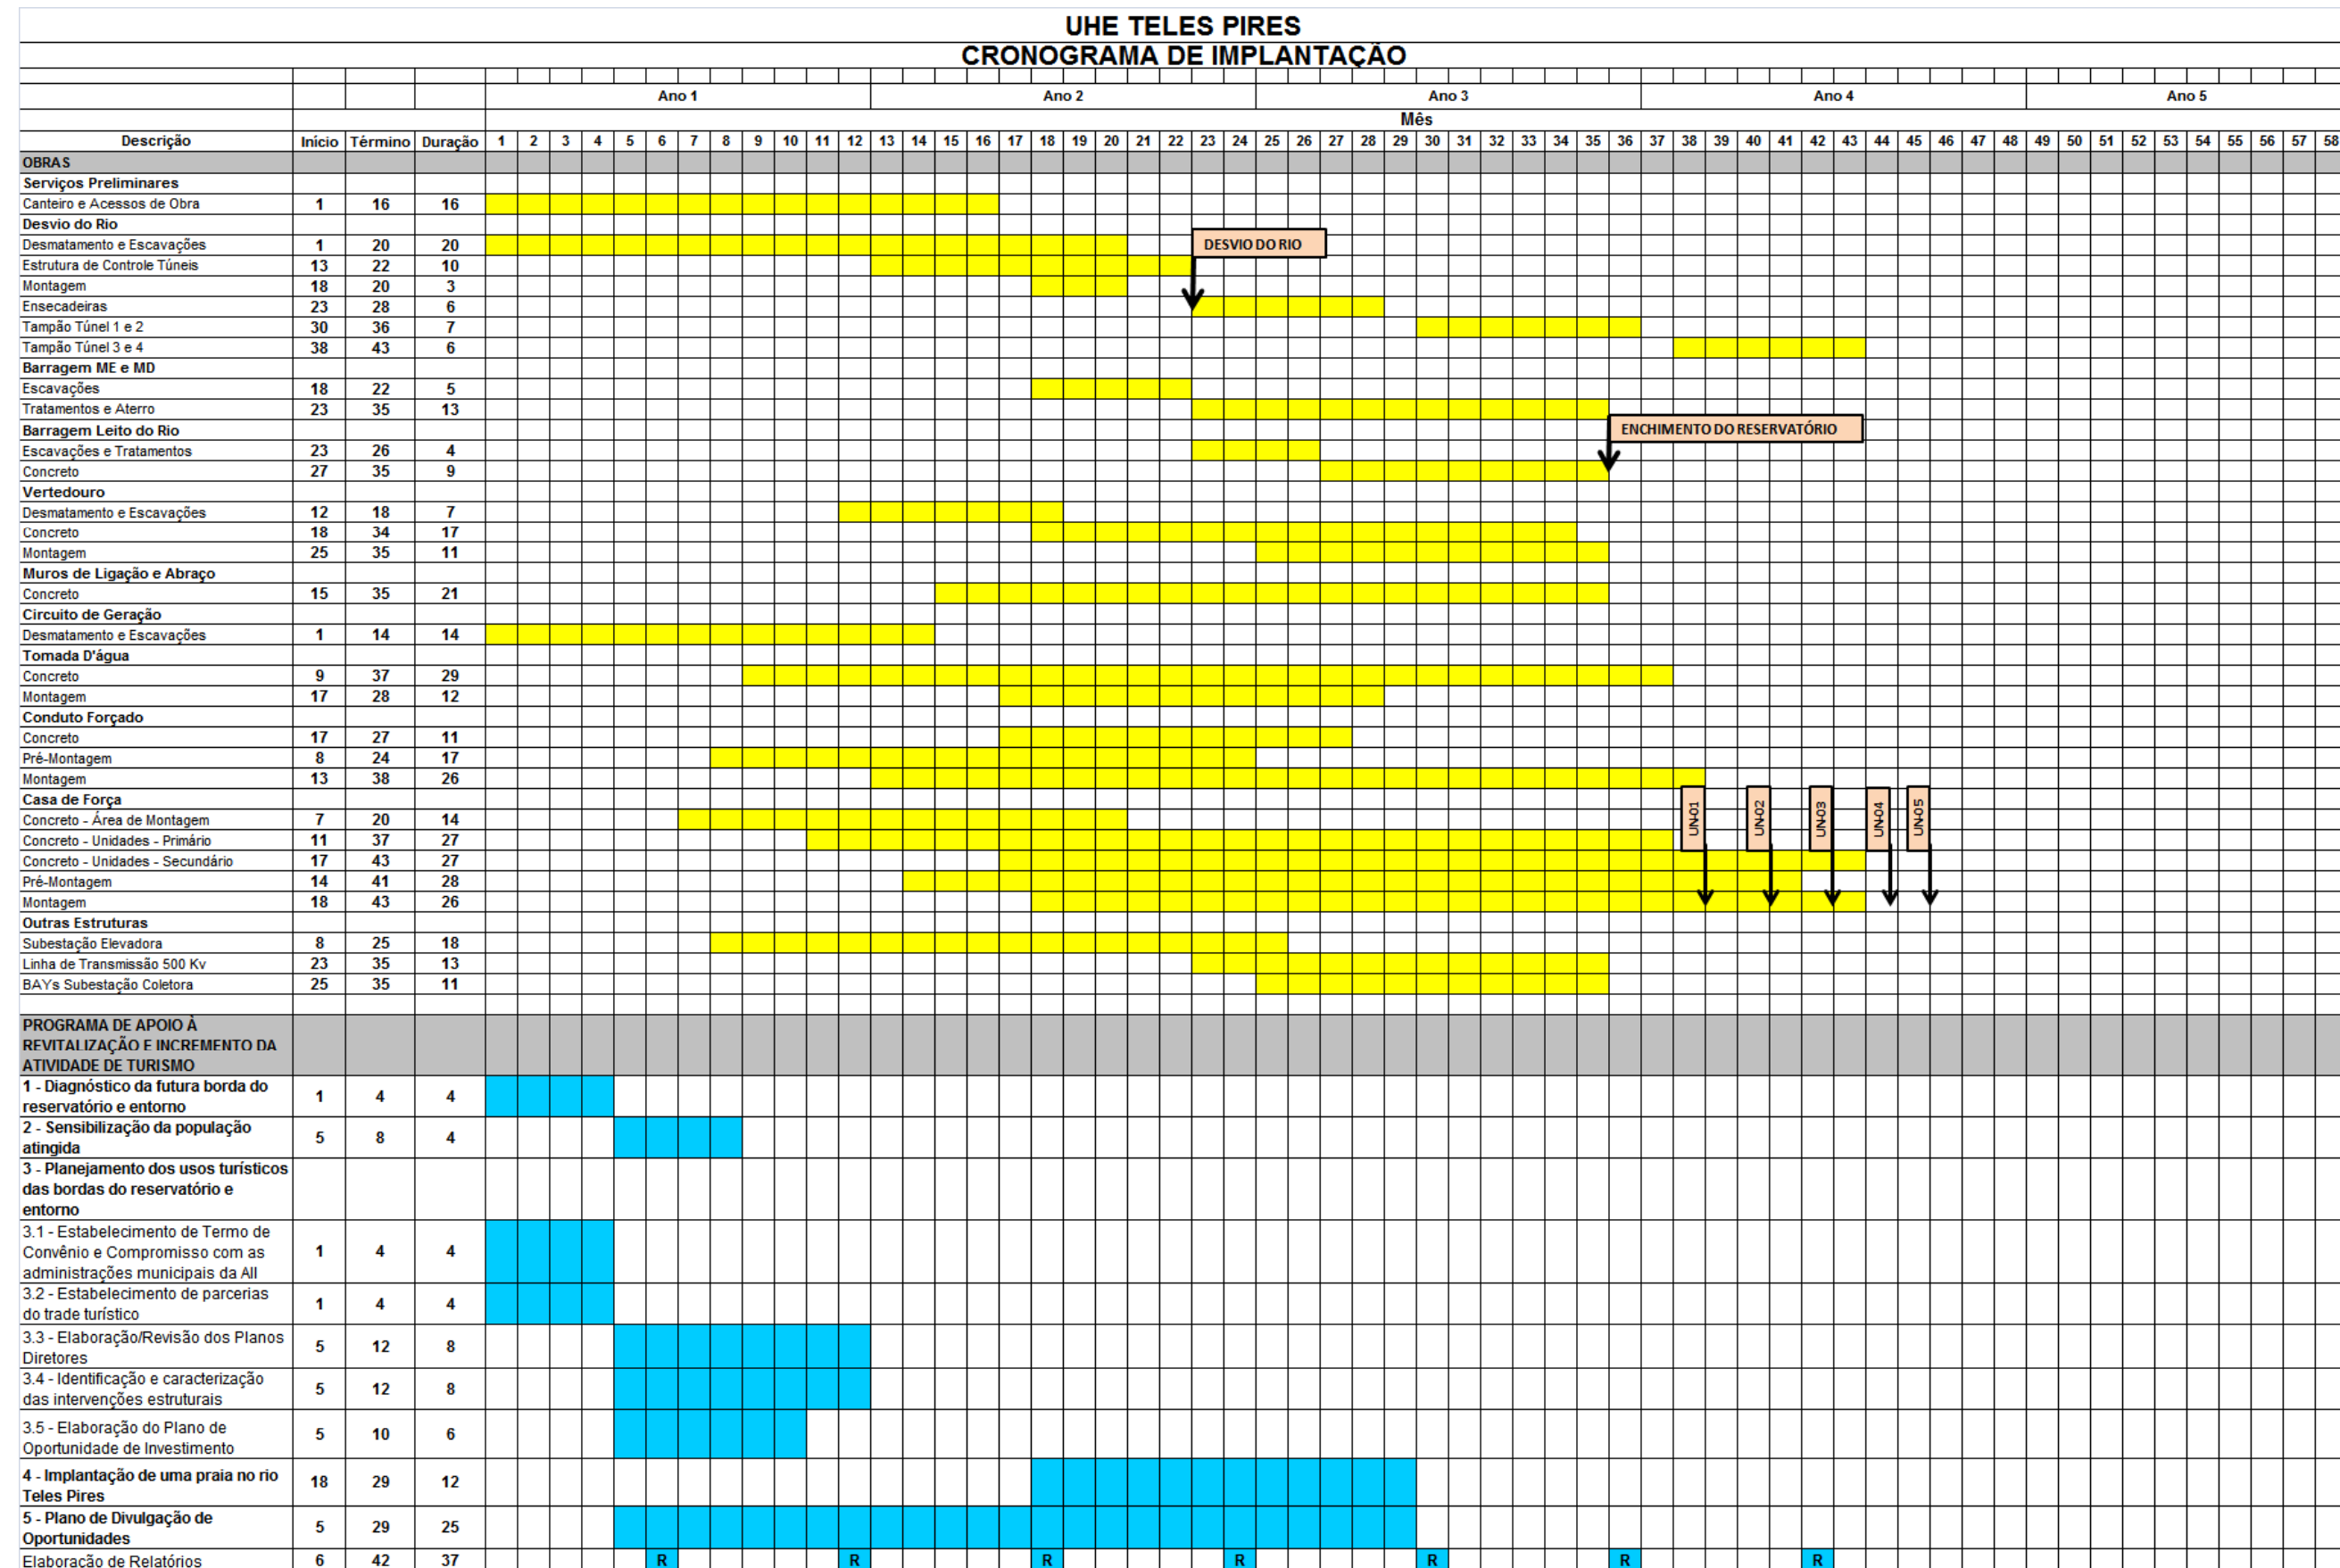 UHE TELES PIRES
CRONOGRAMA DE IMPLANTAÇÃO
Ano 1 Ano 2 Ano 3 Ano 4 Ano 5
Mês
Descrição Início Término Duração 1 2 3 4 5 6 7 8 9 10 11 12 13 14 15 16 17 18 19 20 21 22 23 24 25 26 27 28 29 30 31 32 33 34 35 36 37 38 39 40 41 42 43 44 45 46 47 48 49 50 51 52 53 54 55 56 57 58
OBRAS
Serviços Preliminares
Canteiro e Acessos de Obra 1 16 16
Desvio do Rio
Desmatamento e Escavações 1 20 20 DESVIO DO RIO
Estrutura de Controle Túneis 13 22 10
Montagem 18 20 3
Ensecadeiras 23 28 6
Tampão Túnel 1 e 2 30 36 7
Tampão Túnel 3 e 4 38 43 6
Barragem ME e MD
Escavações 18 22 5
Tratamentos e Aterro 23 35 13
Barragem Leito do Rio ENCHIMENTO DO RESERVATÓRIO
Escavações e Tratamentos 23 26 4
Concreto 27 35 9
Vertedouro
Desmatamento e Escavações 12 18 7
Concreto 18 34 17
Montagem 25 35 11
Muros de Ligação e Abraço
Concreto 15 35 21
Circuito de Geração
Desmatamento e Escavações 1 14 14
Tomada D'água
Concreto 9 37 29
Montagem 17 28 12
Conduto Forçado
Concreto 17 27 11
Pré-Montagem 8 24 17
Montagem 13 38 26
Casa de Força
Concreto - Área de Montagem 7 20 14 UN-01 UN-02 UN-03 UN-04 UN-05
Concreto - Unidades - Primário 11 37 27
Concreto - Unidades - Secundário 17 43 27
Pré-Montagem 14 41 28
Montagem 18 43 26
Outras Estruturas
Subestação Elevadora 8 25 18
Linha de Transmissão 500 Kv 23 35 13
BAYs Subestação Coletora 25 35 11
PROGRAMA DE APOIO À
REVITALIZAÇÃO E INCREMENTO DA
ATIVIDADE DE TURISMO
1 - Diagnóstico da futura borda do
reservatório e entorno 1 4 4
2 - Sensibilização da população
atingida 5 8 4
3 - Planejamento dos usos turísticos
das bordas do reservatório e
entorno
3.1 - Estabelecimento de Termo de
Convênio e Compromisso com as 1 4 4
administrações municipais da AII
3.2 - Estabelecimento de parcerias
do trade turístico 1 4 4
3.3 - Elaboração/Revisão dos Planos
Diretores 5 12 8
3.4 - Identificação e caracterização
das intervenções estruturais 5 12 8
3.5 - Elaboração do Plano de
Oportunidade de Investimento 5 10 6
4 - Implantação de uma praia no rio
Teles Pires 18 29 12
5 - Plano de Divulgação de
Oportunidades 5 29 25
Elaboração de Relatórios 6 42 37 R R R R R R R